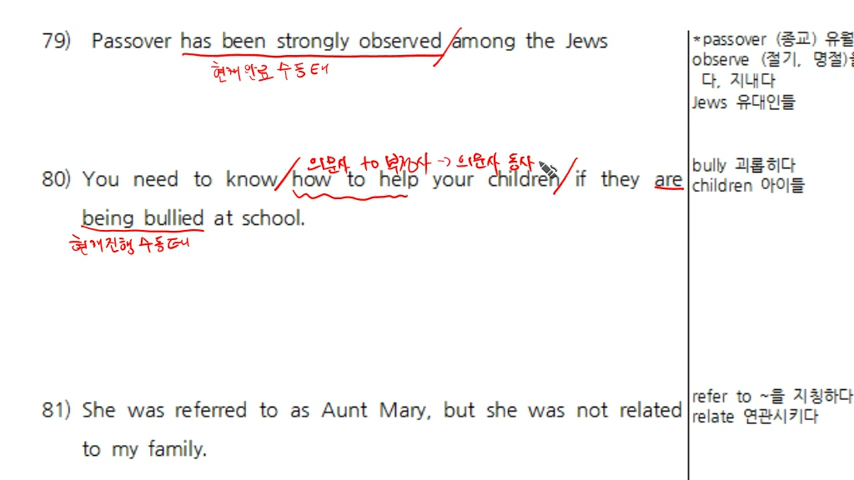 79) Passover has been strongly observed among the Jews
현재완료 수동태
*passover (종교) 유월
observe (절기, 명절)을
다, 지내다
Jews 유대인들
의문사 to 부정사 → 의문사 동사
80) You need to know how to help your children if they are
being bullied at school.
현재진행 수동태
bully 괴롭히다
children 아이들
81) She was referred to as Aunt Mary, but she was not related
to my family.
refer to ~을 지칭하다
relate 연관시키다